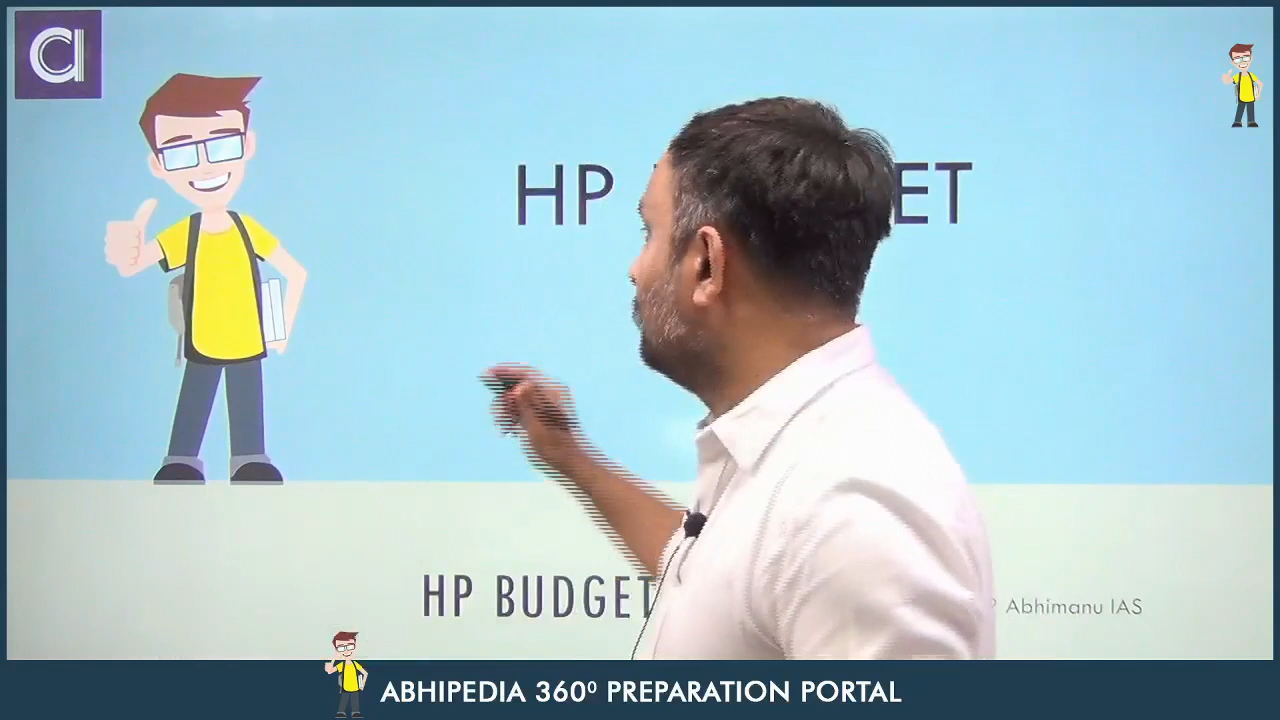 HP
ET
HP BUDGET
Abhimanu IAS
ABHIPEDIA 360⁰ PREPARATION PORTAL